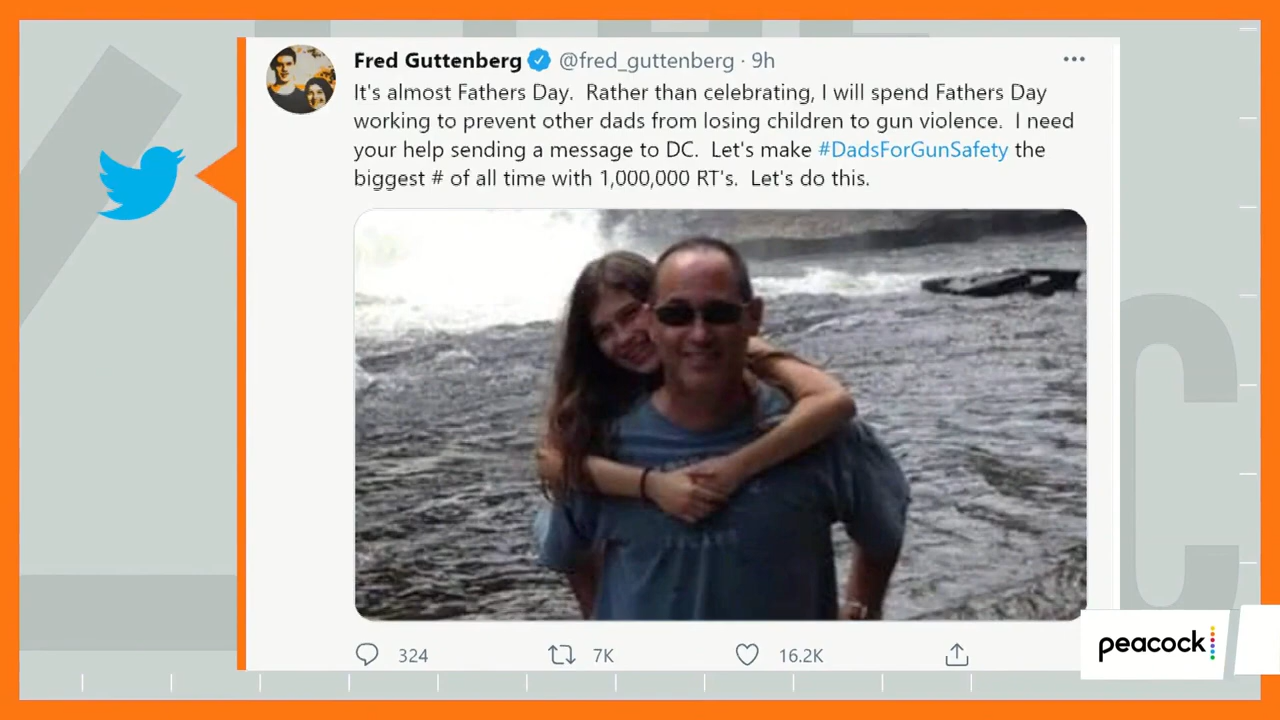 Fred Guttenberg @fred_guttenberg · 9h
It's almost Fathers Day.  Rather than celebrating, I will spend Fathers Day
working to prevent other dads from losing children to gun violence.  I need
your help sending a message to DC.  Let's make #DadsForGunSafety the
biggest # of all time with 1,000,000 RT's.  Let's do this.
324 7K 16.2K
peacock